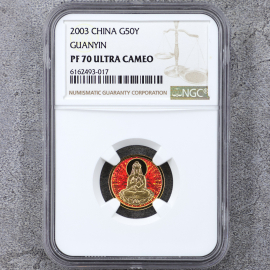 2003 CHINA G50Y
GUANYIN
PF 70 ULTRA CAMEO
6162493-017
NUMISMATIC GUARANTY CORPORATION
NGC